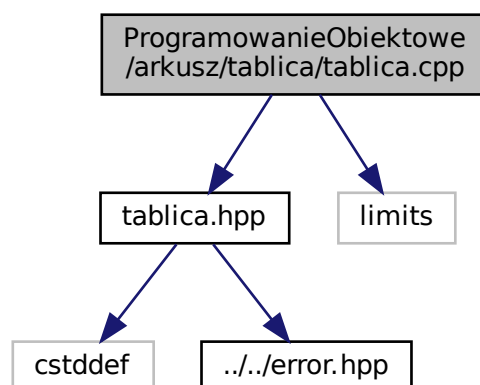 ProgramowanieObiektowe
/arkusz/tablica/tablica.cpp
tablica.hpp
limits
cstddef
../../error.hpp